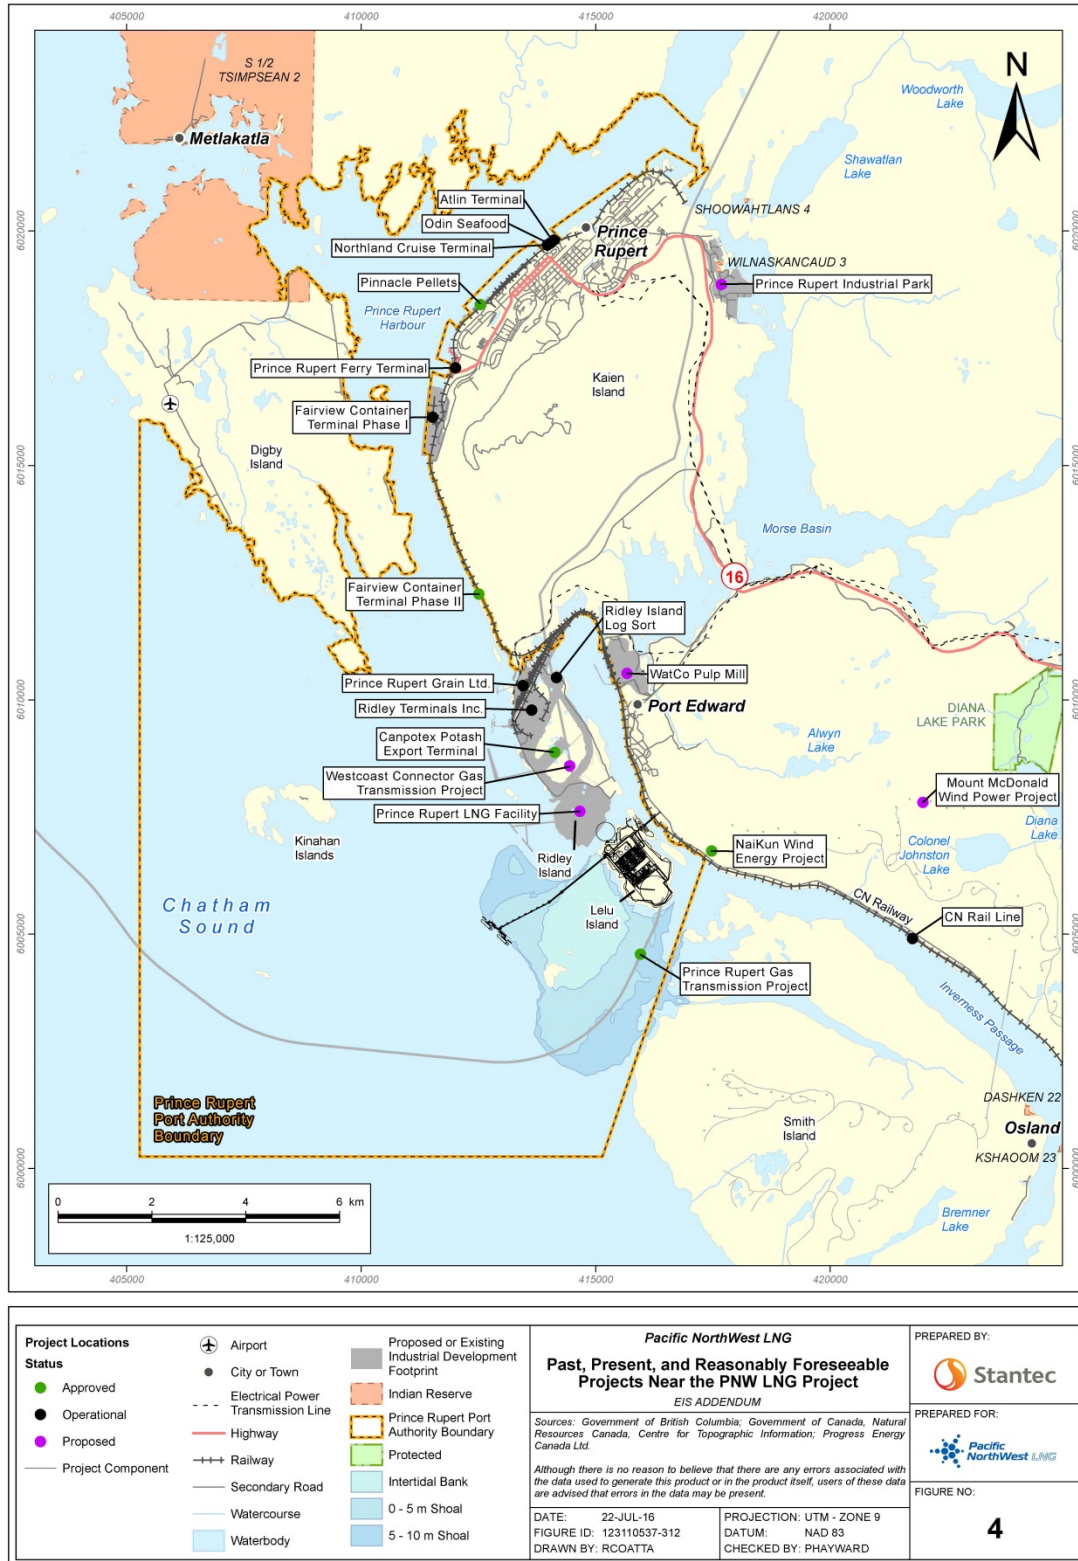 405000
410000
415000
420000
S 1/2
TSIMPSEAN 2
Metlakatla
Woodworth
Lake
N
Shawatlan
Lake
Atlin Terminal
Odin Seafood
Northland Cruise Terminal
SHOOWAHTLANS 4
6020000
6020000
Prince
Rupert
WILNASKANCAUD 3
Pinnacle Pellets
Prince Rupert Industrial Park
Prince Rupert
Harbour
Prince Rupert Ferry Terminal
Kaien
Island
Fairview Container
Terminal Phase I
Digby
Island
6015000
6015000
Morse Basin
16
Fairview Container
Terminal Phase II
Ridley Island
Log Sort
Prince Rupert Grain Ltd.
WatCo Pulp Mill
Ridley Terminals Inc.
Port Edward
6010000
6010000
DIANA
LAKE PARK
Canpotex Potash
Export Terminal
Alwyn
Lake
Westcoast Connector Gas
Transmission Project
Mount McDonald
Wind Power Project
Prince Rupert LNG Facility
Diana
Lake
Kinahan
Islands
NaiKun Wind
Energy Project
Colonel
Johnston
Lake
Ridley
Island
CN Railway
Chatham
Sound
Lelu
Island
CN Rail Line
6005000
6005000
Prince Rupert Gas
Transmission Project
Inverness Passage
Prince Rupert
Port Authority
Boundary
DASHKEN 22
Smith
Island
Osland
KSHAOOM 23
6000000
6000000
0 2 4 6 km
1:125,000
Bremner
Lake
405000
410000
415000
420000
Project Locations
Status
Approved
Operational
Proposed
Project Component
Airport
City or Town
Electrical Power
Transmission Line
Highway
Railway
Secondary Road
Watercourse
Waterbody
Proposed or Existing
Industrial Development
Footprint
Indian Reserve
Prince Rupert Port
Authority Boundary
Protected
Intertidal Bank
0 - 5 m Shoal
5 - 10 m Shoal
Pacific NorthWest LNG
Past, Present, and Reasonably Foreseeable
Projects Near the PNW LNG Project
EIS ADDENDUM
Sources: Government of British Columbia; Government of Canada, Natural
Resources Canada, Centre for Topographic Information; Progress Energy
Canada Ltd.
Although there is no reason to believe that there are any errors associated with
the data used to generate this product or in the product itself, users of these data
are advised that errors in the data may be present.
DATE: 22-JUL-16
FIGURE ID: 123110537-312
DRAWN BY: RCOATTA
PROJECTION: UTM - ZONE 9
DATUM: NAD 83
CHECKED BY: PHAYWARD
PREPARED BY:
Stantec
PREPARED FOR:
Pacific
NorthWest LNG
FIGURE NO:
4